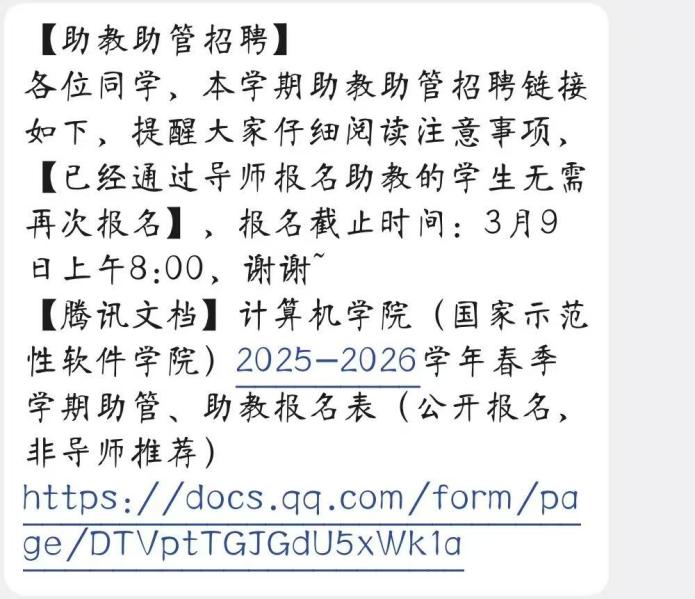 【助教助管招聘】
各位同学，本学期助教助管招聘链接
如下，提醒大家仔细阅读注意事项，
【已经通过导师报名助教的学生无需
再次报名】，报名截止时间：3月9
日上午8:00，谢谢~
【腾讯文档】计算机学院（国家示范
性软件学院）2025-2026学年春季
学期助管、助教报名表（公开报名，
非导师推荐）
https://docs.qq.com/form/pa
ge/DTVptTGJGdU5xWk1a